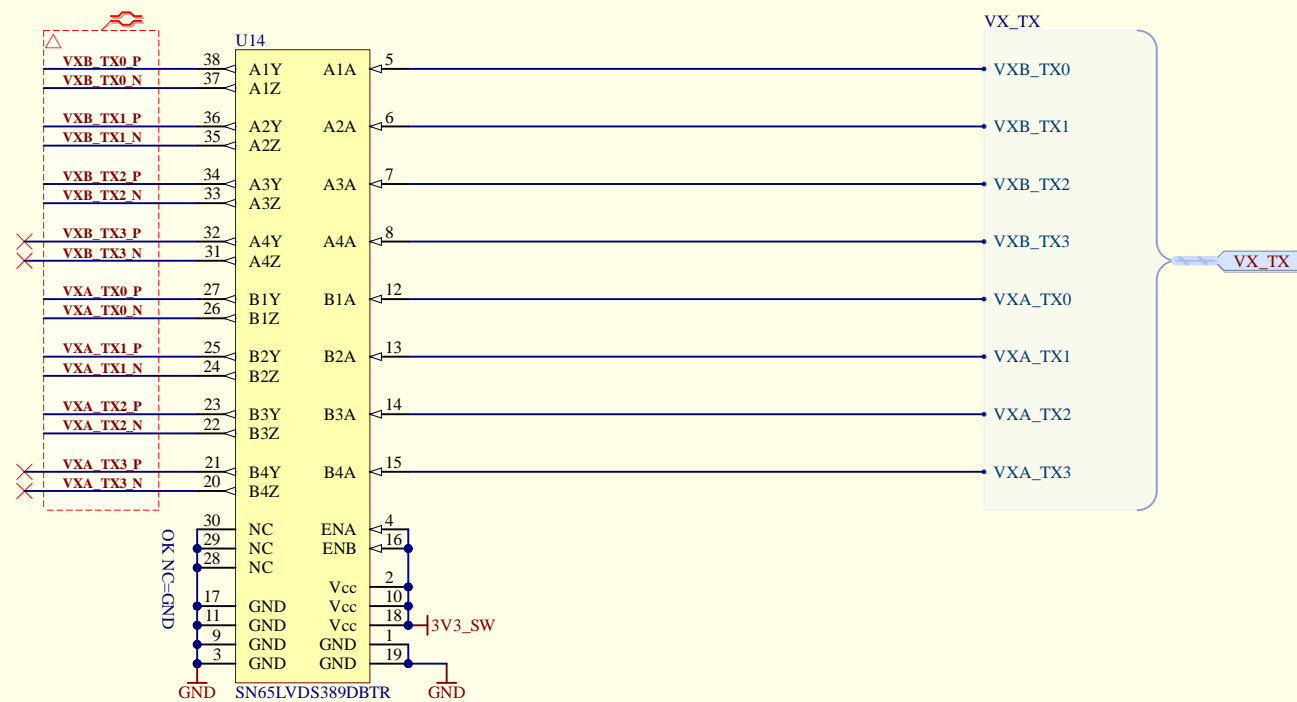 VX_TX
U14
VXB_TX0_P 38 A1Y A1A 5 VXB_TX0
VXB_TX0_N 37 A1Z
VXB_TX1_P 36 A2Y A2A 6 VXB_TX1
VXB_TX1_N 35 A2Z
VXB_TX2_P 34 A3Y A3A 7 VXB_TX2
VXB_TX2_N 33 A3Z
VXB_TX3_P 32 A4Y A4A 8 VXB_TX3
VXB_TX3_N 31 A4Z VX_TX
VXA_TX0_P 27 B1Y B1A 12 VXA_TX0
VXA_TX0_N 26 B1Z
VXA_TX1_P 25 B2Y B2A 13 VXA_TX1
VXA_TX1_N 24 B2Z
VXA_TX2_P 23 B3Y B3A 14 VXA_TX2
VXA_TX2_N 22 B3Z
VXA_TX3_P 21 B4Y B4A 15 VXA_TX3
VXA_TX3_N 20 B4Z
30 NC ENA 4
29 NC ENB 16
28 NC
OK NC=GND
Vcc 2
17 GND Vcc 10
11 GND Vcc 18 3V3_SW
9 GND GND 1
3 GND GND 19
GND SN65LVDS389DBTR GND